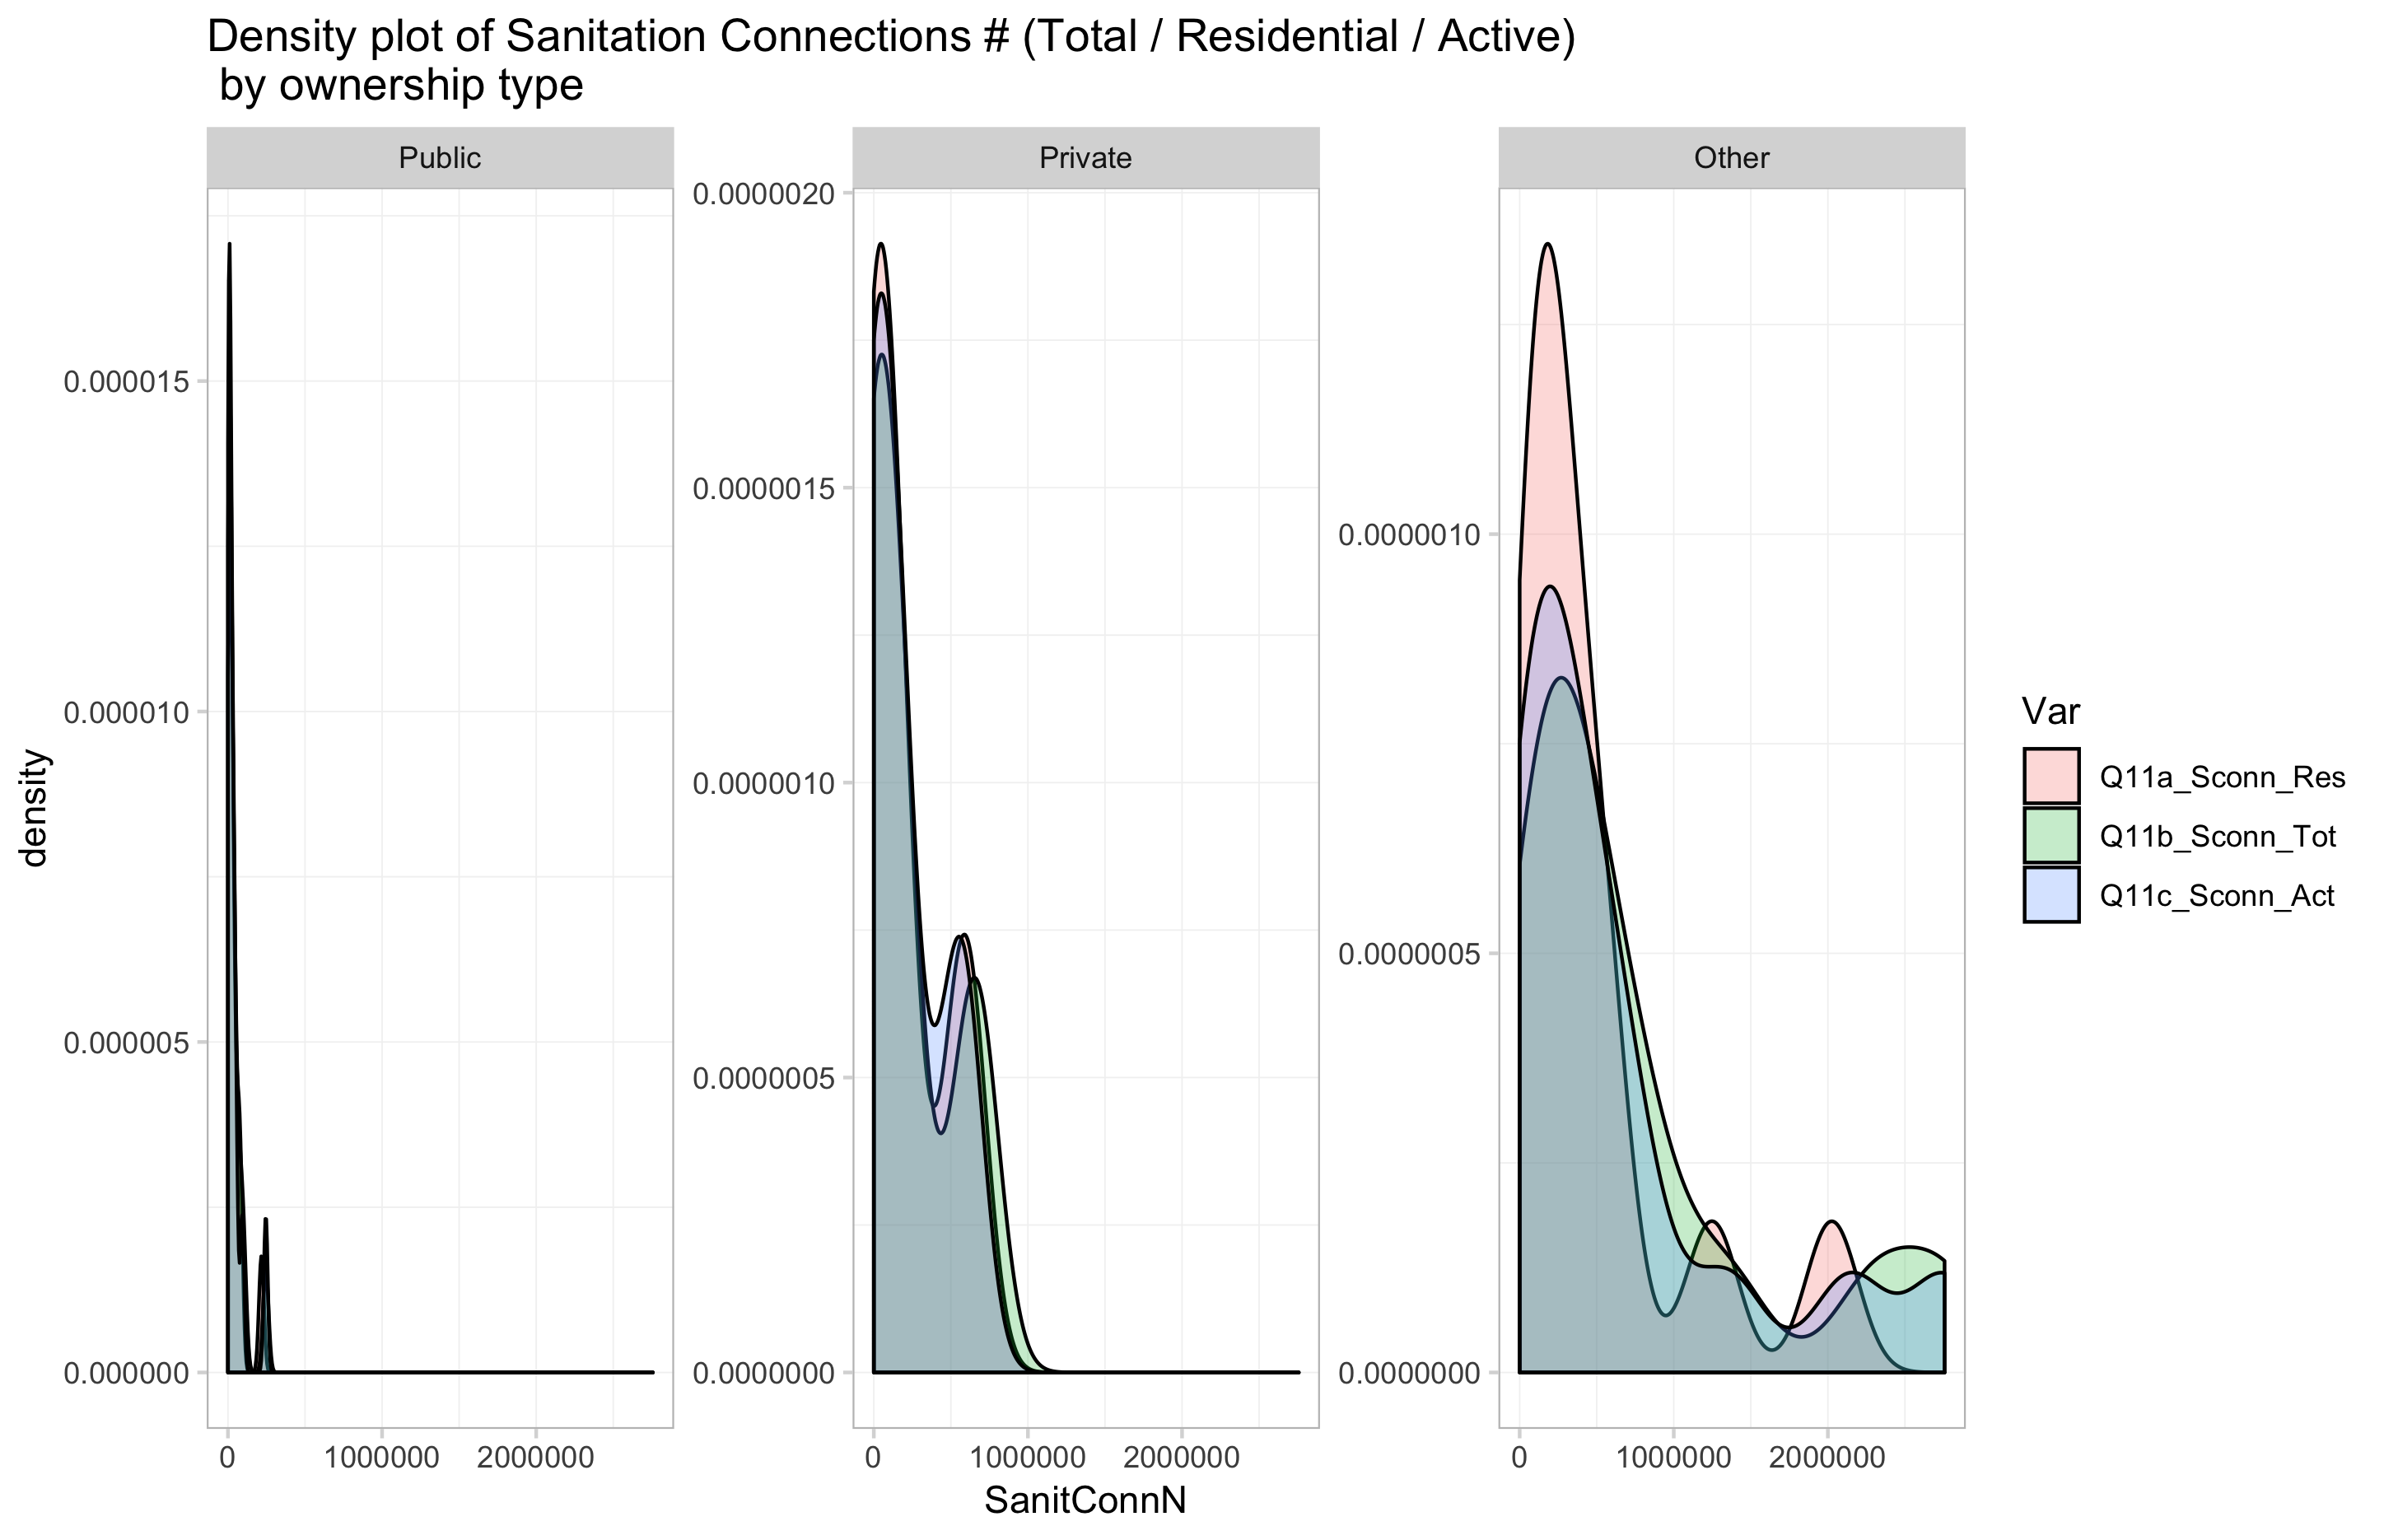 Density plot of Sanitation Connections # (Total / Residential / Active)
by ownership type
Public
Private
Other
density
0.000015
0.000010
0.000005
0.000000
0.0000020
0.0000015
0.0000010
0.0000005
0.0000000
0.0000010
0.0000005
0.0000000
0 1000000 2000000
0 1000000 2000000
0 1000000 2000000
SanitConnN
Var
Q11a_Sconn_Res
Q11b_Sconn_Tot
Q11c_Sconn_Act